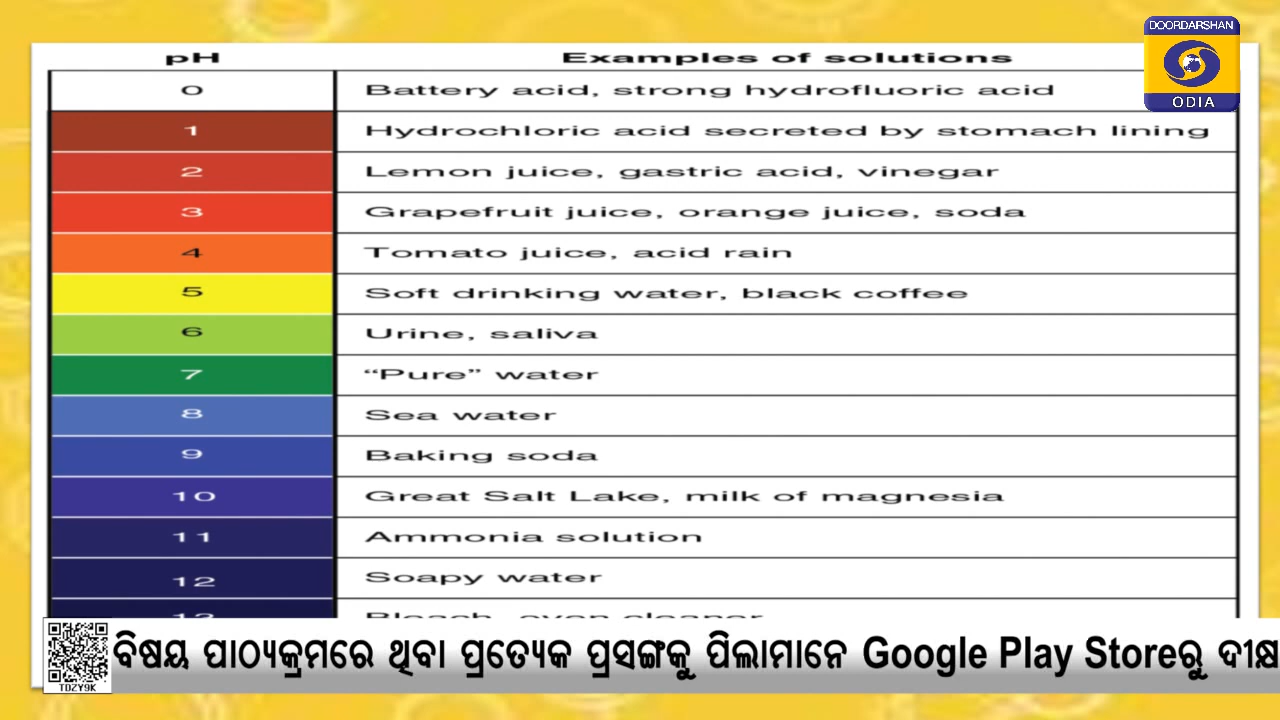 DOORDARSHAN
ODIA
pH Examples of solutions
0 Battery acid, strong hydrofluoric acid
1 Hydrochloric acid secreted by stomach lining
2 Lemon juice, gastric acid, vinegar
3 Grapefruit juice, orange juice, soda
4 Tomato juice, acid rain
5 Soft drinking water, black coffee
6 Urine, saliva
7 “Pure” water
8 Sea water
9 Baking soda
10 Great Salt Lake, milk of magnesia
11 Ammonia solution
12 Soapy water
13 Bleach, oven cleaner
ବିଷୟ ପାଠ୍ୟକ୍ରମରେ ଥିବା ପ୍ରତ୍ୟେକ ପ୍ରସଙ୍ଗକୁ ପିଲାମାନେ Google Play Storeରୁ ଦୀକ୍ଷ
TDZY9K